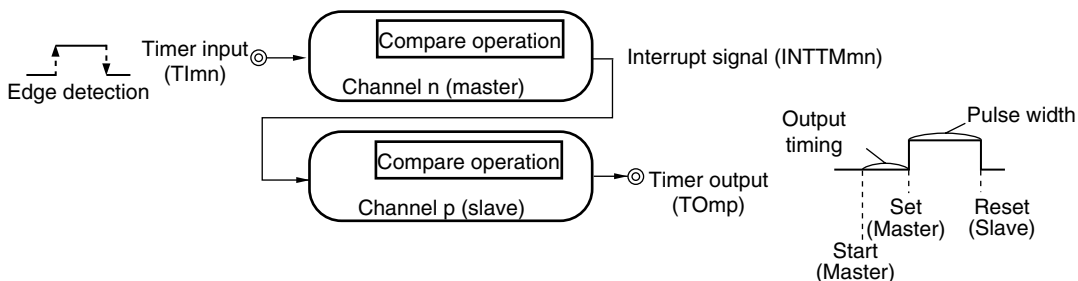 Compare operation
Timer input
(TImn)
Interrupt signal (INTTMmn)
Edge detection
Channel n (master)
Output
timing
Pulse width
Compare operation
Timer output
(TOmp)
Channel p (slave)
Set
(Master)
Reset
(Slave)
Start
(Master)